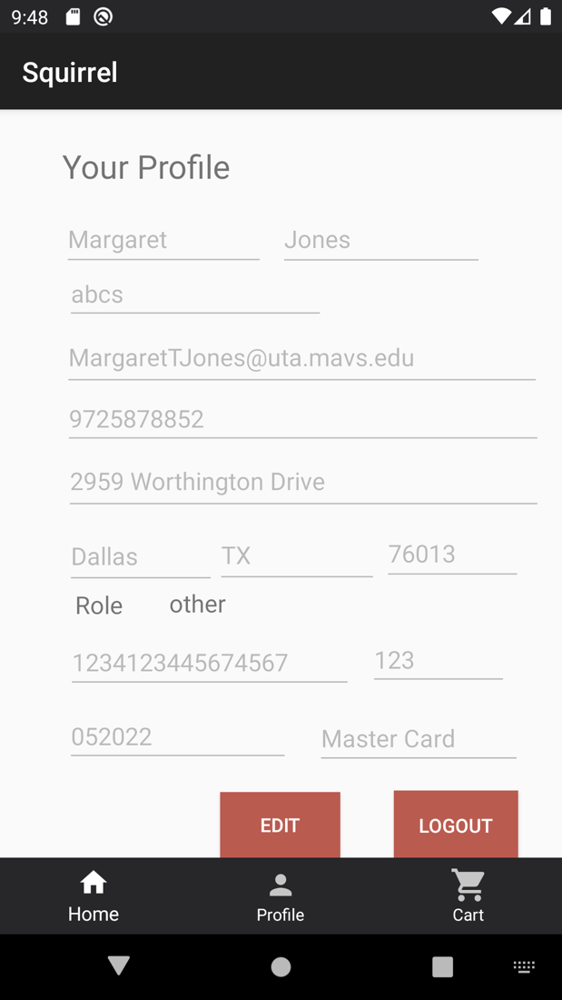 9:48
Squirrel
Your Profile
Margaret Jones
abcs
MargaretTJones@uta.mavs.edu
9725878852
2959 Worthington Drive
Dallas TX 76013
Role other
1234123445674567 123
052022 Master Card
EDIT LOGOUT
Home Profile Cart